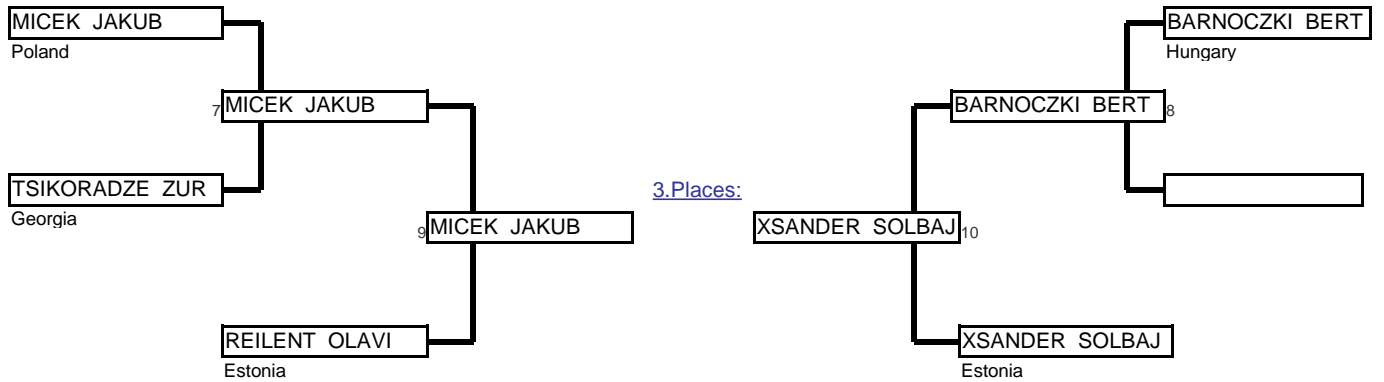 MICEK JAKUB
Poland
BARNOCZKI BERT
Hungary
7 MICEK JAKUB
BARNOCZKI BERT 8
TSIKORADZE ZUR
Georgia
3.Places:
9 MICEK JAKUB
XSANDER SOLBAJ 10
REILENT OLAVI
Estonia
XSANDER SOLBAJ
Estonia